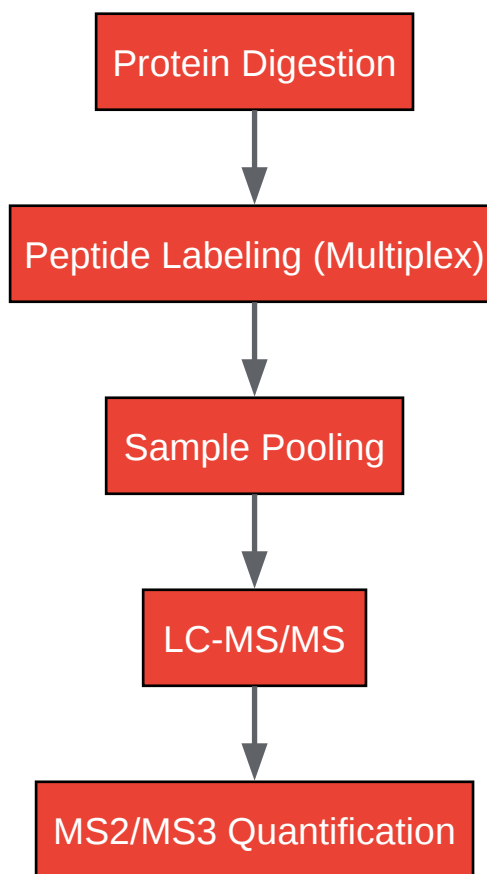 Protein Digestion
Peptide Labeling (Multiplex)
Sample Pooling
LC-MS/MS
MS2/MS3 Quantification